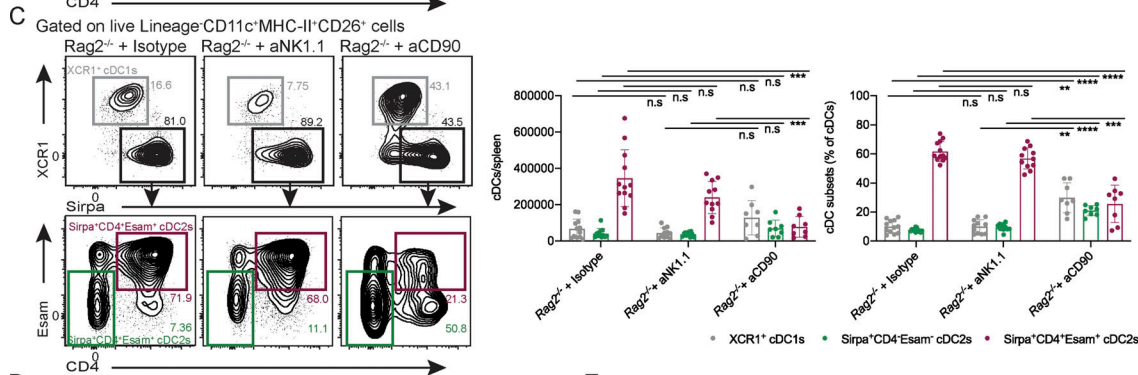 CD4
C
Gated on live Lineage⁻CD11c⁺MHC-II⁺CD26⁺ cells
Rag2⁻/⁻ + Isotype Rag2⁻/⁻ + aNK1.1 Rag2⁻/⁻ + aCD90
XCR1⁺ cDC1s
16.6
7.75
43.1
81.0
89.2
43.5
XCR1
0
0
Sirpa
Sirpa⁺CD4⁺Esam⁺ cDC2s
71.9
68.0
21.3
7.36
11.1
50.8
Sirpa⁺CD4⁺Esam⁺ cDC2s
Esam
0
0
CD4
***
n.s
n.s
n.s
n.s
n.s
***
n.s
n.s
cDCs/spleen
800000
600000
400000
200000
0
Rag2⁻/⁻ + Isotype
Rag2⁻/⁻ + aNK1.1
Rag2⁻/⁻ + aCD90
****
****
**
n.s
n.s
n.s
***
****
**
cDC subsets (% of cDCs)
100
80
60
40
20
0
Rag2⁻/⁻ + Isotype
Rag2⁻/⁻ + aNK1.1
Rag2⁻/⁻ + aCD90
XCR1⁺ cDC1s
Sirpa⁺CD4⁻Esam⁻ cDC2s
Sirpa⁺CD4⁺Esam⁺ cDC2s